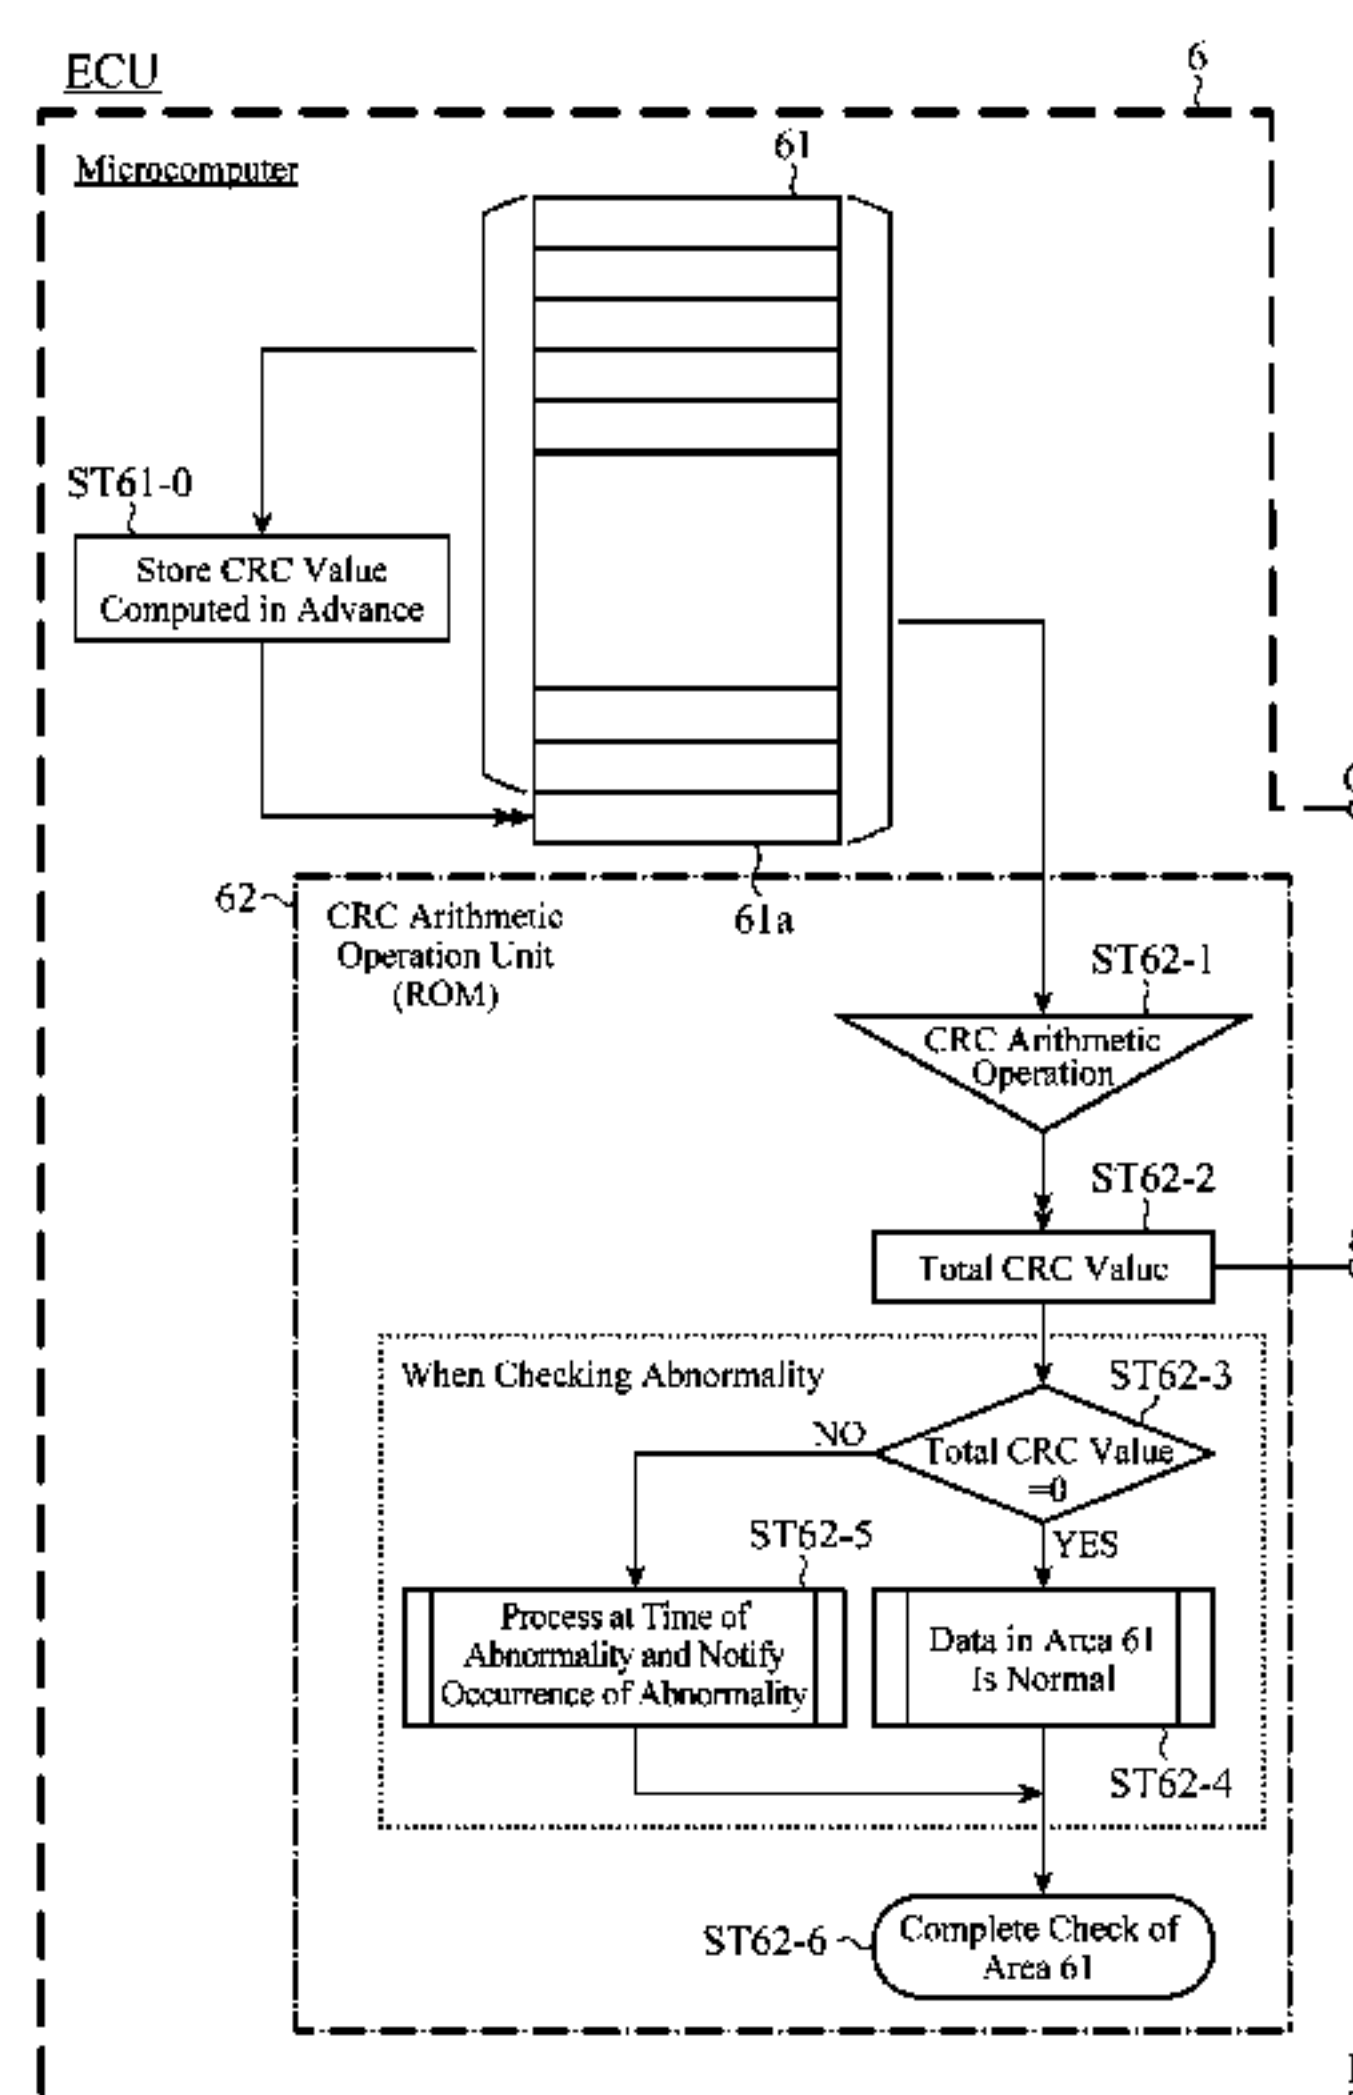 ECU
6
Microcomputer
61
ST61-0
Store CRC Value
Computed in Advance
62
CRC Arithmetic
Operation Unit
(ROM)
61a
ST62-1
CRC Arithmetic
Operation
ST62-2
Total CRC Value
When Checking Abnormality
ST62-3
NO
Total CRC Value
=0
YES
ST62-5
Process at Time of
Abnormality and Notify
Occurrence of Abnormality
Data in Area 61
Is Normal
ST62-4
ST62-6
Complete Check of
Area 61